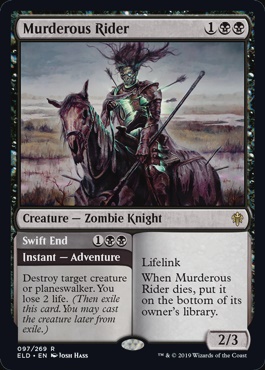 Murderous Rider 1
Creature — Zombie Knight
Swift End 1
Instant — Adventure
Destroy target creature
or planeswalker. You
lose 2 life. (Then exile
this card. You may cast
the creature later from
exile.)
Lifelink
When Murderous
Rider dies, put it
on the bottom of its
owner's library.
2/3
097/269 R
ELD • EN Josh Hass
™ & © 2019 Wizards of the Coast